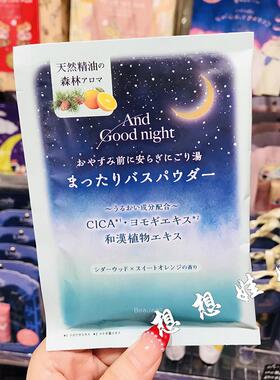 天然精油の
森林アロマ
And
Good night
おやすみ前に安らぎにごり湯
まったりバスパウダー
～うるおい成分配合～
CICA*¹・ヨモギエキス*²
和漢植物エキス
シダーウッド×スイートオレンジの香り
想想娃